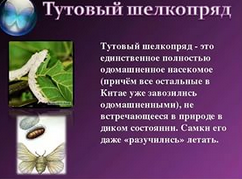 Тутовый шелкопряд
Тутовый шелкопряд - это
единственное полностью
одомашненное насекомое
(причём все остальные в
Китае уже завозились
одомашненными), не
встречающееся в природе в
диком состоянии. Самки его
даже «разучились» летать.